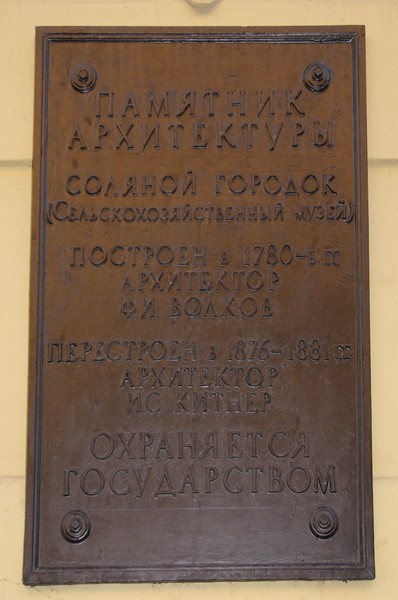 ПАМЯТНИК
АРХИТЕКТУРЫ
СОЛЯНОЙ ГОРОДОК
(СЕЛЬСКОХОЗЯЙСТВЕННЫЙ МУЗЕЙ)
ПОСТРОЕН В 1780-Е ГГ.
АРХИТЕКТОР
Ф.И. ВОЛКОВ
ПЕРЕСТРОЕН В 1876-1881 ГГ.
АРХИТЕКТОР
И.С. КИТНЕР
ОХРАНЯЕТСЯ
ГОСУДАРСТВОМ